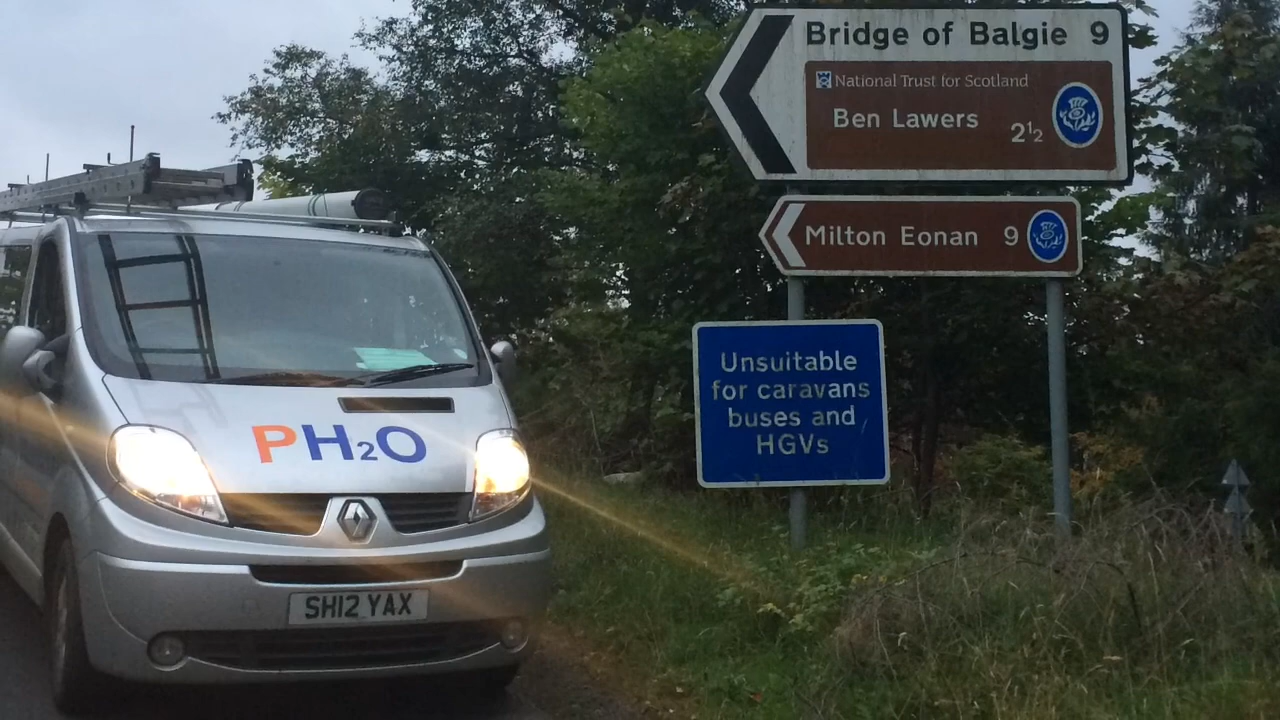 Bridge of Balgie 9
National Trust for Scotland
Ben Lawers
2½
Milton Eonan 9
Unsuitable
for caravans
buses and
HGVs
PH₂O
SH12 YAX